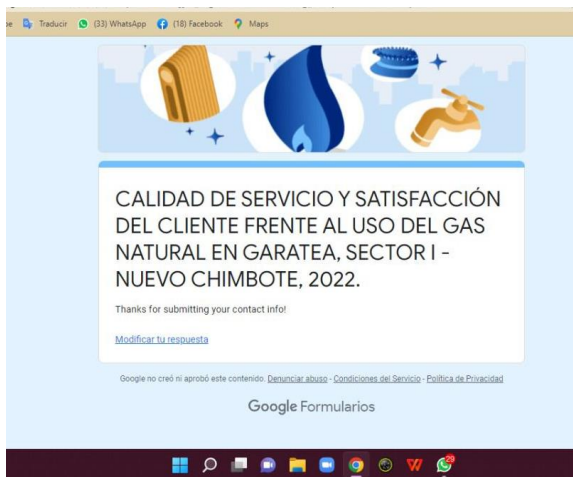 Traducir (33) WhatsApp (18) Facebook Maps
CALIDAD DE SERVICIO Y SATISFACCIÓN
DEL CLIENTE FRENTE AL USO DEL GAS
NATURAL EN GARATEA, SECTOR I -
NUEVO CHIMBOTE, 2022.
Thanks for submitting your contact info!
Modificar tu respuesta
Google no creó ni aprobó este contenido. Denunciar abuso - Condiciones del Servicio - Política de Privacidad
Google Formularios
29